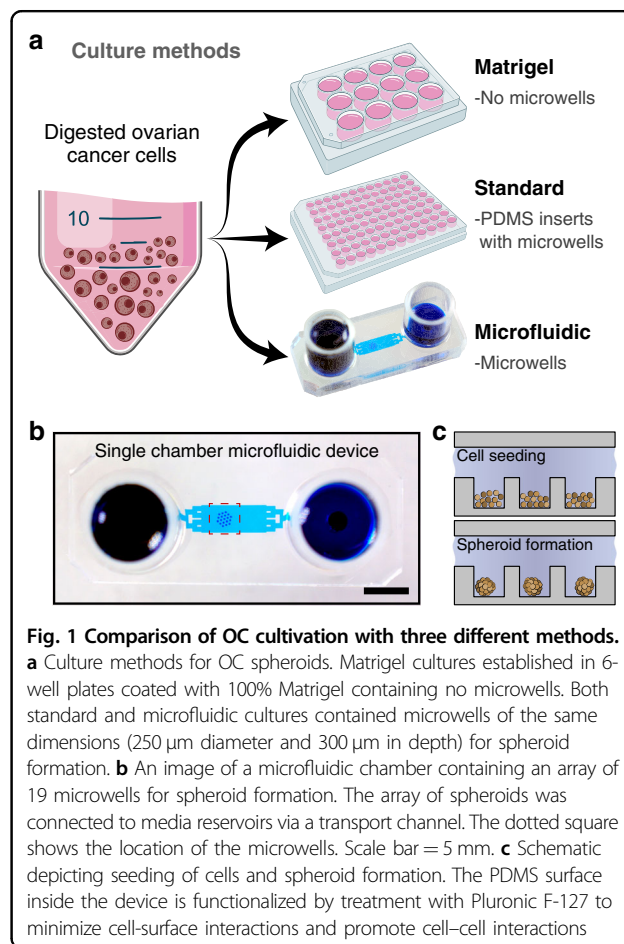 a
Culture methods
Digested ovarian
cancer cells
10
Matrigel
-No microwells
Standard
-PDMS inserts
with microwells
Microfluidic
-Microwells
b
Single chamber microfluidic device
c
Cell seeding
Spheroid formation
Fig. 1 Comparison of OC cultivation with three different methods.
a Culture methods for OC spheroids. Matrigel cultures established in 6-
well plates coated with 100% Matrigel containing no microwells. Both
standard and microfluidic cultures contained microwells of the same
dimensions (250 μm diameter and 300 μm in depth) for spheroid
formation. b An image of a microfluidic chamber containing an array of
19 microwells for spheroid formation. The array of spheroids was
connected to media reservoirs via a transport channel. The dotted square
shows the location of the microwells. Scale bar = 5 mm. c Schematic
depicting seeding of cells and spheroid formation. The PDMS surface
inside the device is functionalized by treatment with Pluronic F-127 to
minimize cell-surface interactions and promote cell–cell interactions